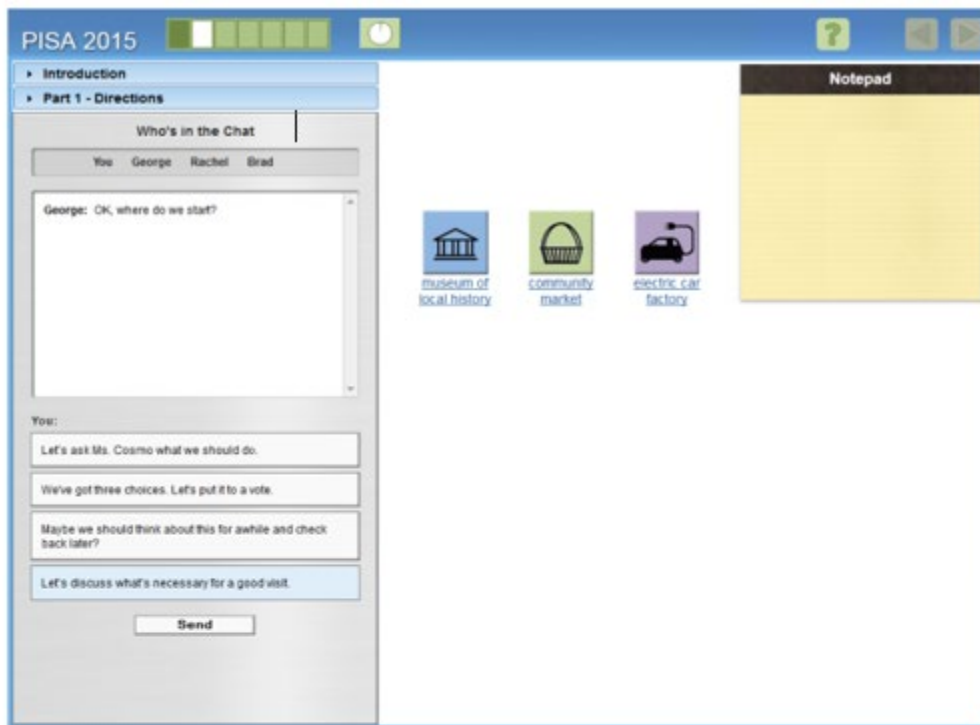 PISA 2015
?
Introduction
Part 1 - Directions
Who's in the Chat
You George Rachel Brad
George: OK, where do we start?
You:
Let's ask Ms. Cosmo what we should do.
We've got three choices. Let's put it to a vote.
Maybe we should think about this for awhile and check
back later?
Let's discuss what's necessary for a good visit.
Send
museum of
local history
community
market
electric car
factory
Notepad